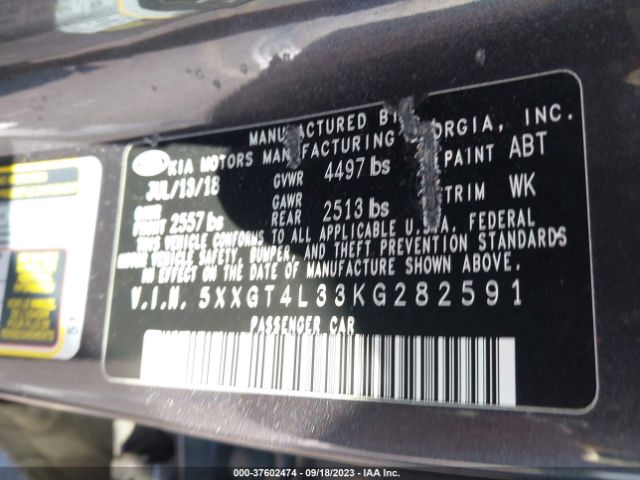 MANUFACTURED BY
KIA MOTORS MANUFACTURING GEORGIA, INC.
JUL/13/18 GVWR 4497 lbs PAINT ABT
GAWR FRONT 2557 lbs GAWR REAR 2513 lbs TRIM WK
THIS VEHICLE CONFORMS TO ALL APPLICABLE U.S.A. FEDERAL
MOTOR VEHICLE SAFETY, BUMPER, AND THEFT PREVENTION STANDARDS
IN EFFECT ON THE DATE OF MANUFACTURE SHOWN ABOVE.
V.I.N. 5XXGT4L33KG282591
PASSENGER CAR
000-37602474 | 09/18/2023 | IAA Inc.